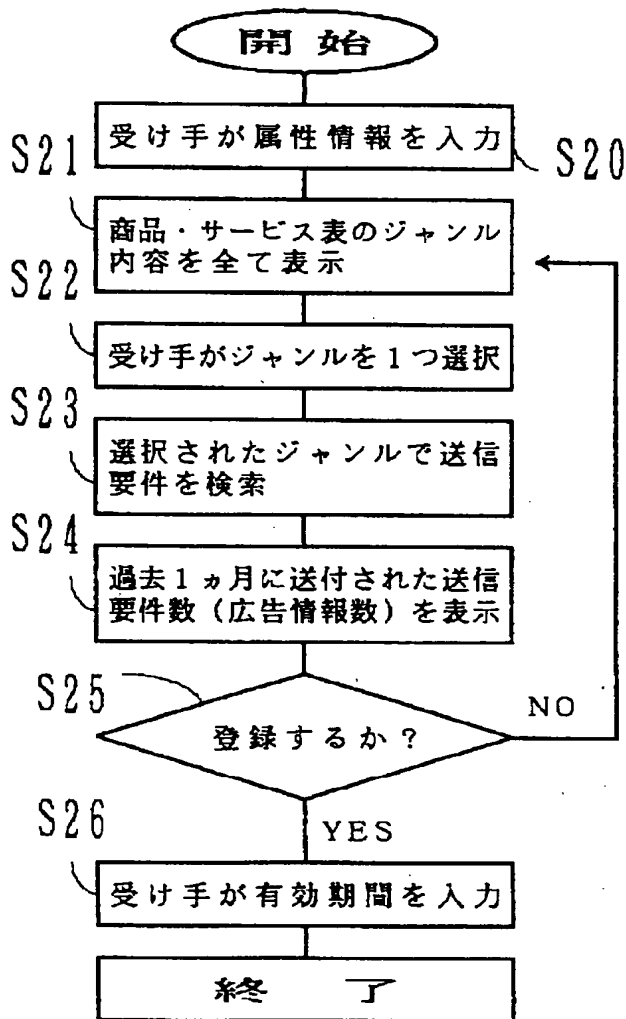 開始
受け手が属性情報を入力
S20
S21
商品・サービス表のジャンル
内容を全て表示
S22
受け手がジャンルを1つ選択
S23
選択されたジャンルで送信
要件を検索
S24
過去1ヵ月に送付された送信
要件数(広告情報数)を表示
S25
登録するか?
NO
YES
S26
受け手が有効期間を入力
終了